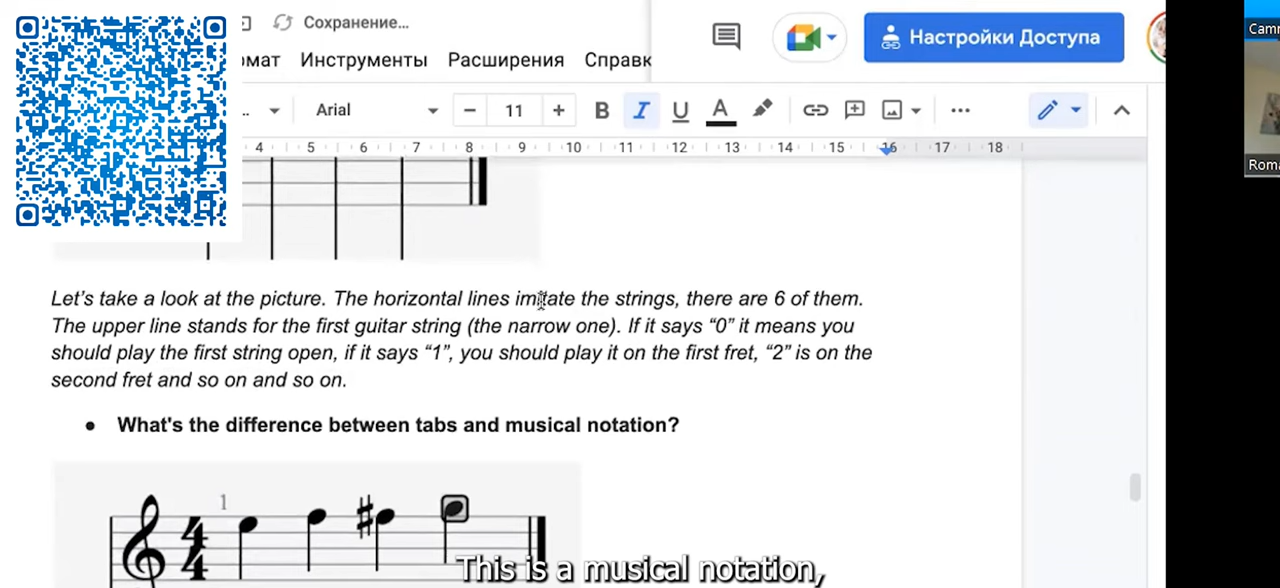 Сохранение...
рмат Инструменты Расширения Справк
Настройки Доступа
.. Arial − 11 + B I U A ...
4 5 6 7 8 9 10 11 12 13 14 15 16 17 18
Let's take a look at the picture. The horizontal lines imitate the strings, there are 6 of them.
The upper line stands for the first guitar string (the narrow one). If it says “0” it means you
should play the first string open, if it says “1”, you should play it on the first fret, “2” is on the
second fret and so on and so on.
● What's the difference between tabs and musical notation?
1
4
4
This is a musical notation,
Roma